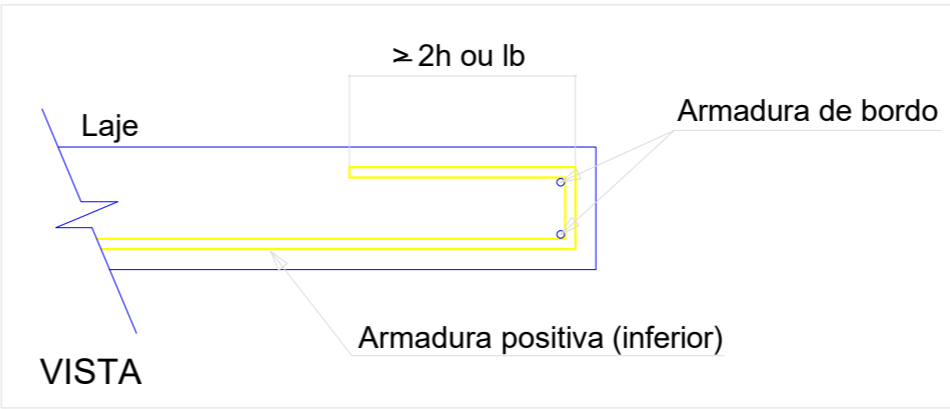 ≥ 2h ou lb
Armadura de bordo
Laje
Armadura positiva (inferior)
VISTA